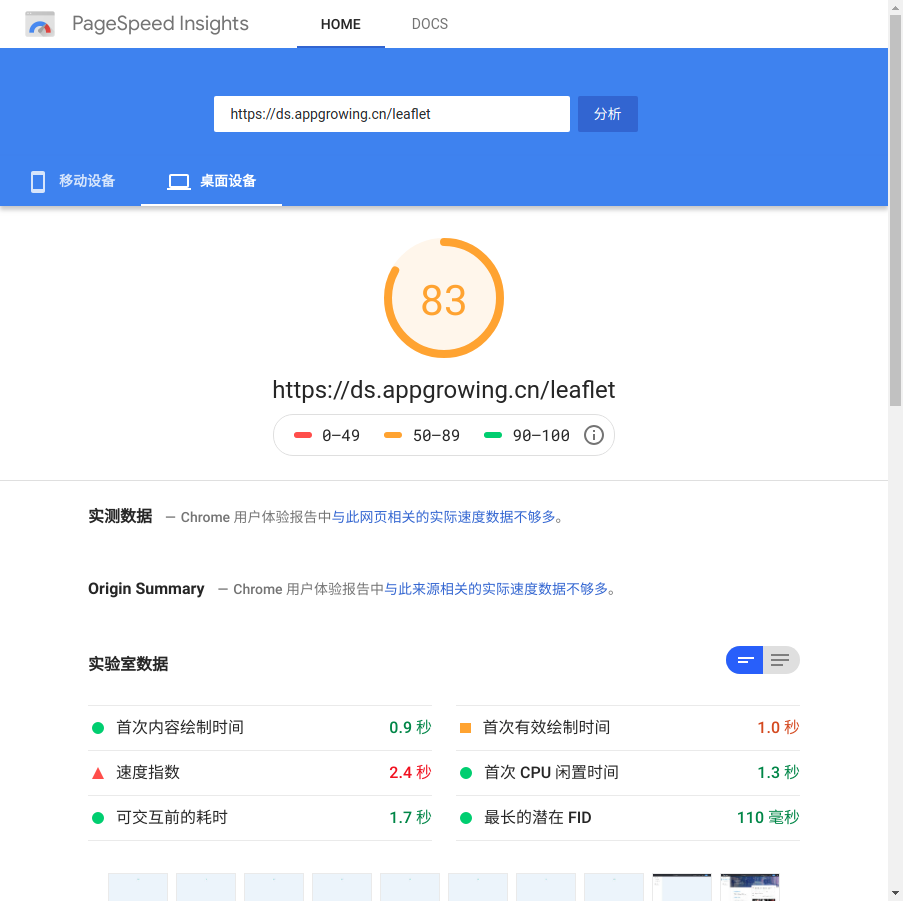 PageSpeed Insights HOME DOCS
https://ds.appgrowing.cn/leaflet 分析
移动设备 桌面设备
83
https://ds.appgrowing.cn/leaflet
0–49 50–89 90–100
实测数据 — Chrome 用户体验报告中与此网页相关的实际速度数据不够多。
Origin Summary — Chrome 用户体验报告中与此来源相关的实际速度数据不够多。
实验室数据
首次内容绘制时间 0.9 秒 首次有效绘制时间 1.0 秒
速度指数 2.4 秒 首次 CPU 闲置时间 1.3 秒
可交互前的耗时 1.7 秒 最长的潜在 FID 110 毫秒